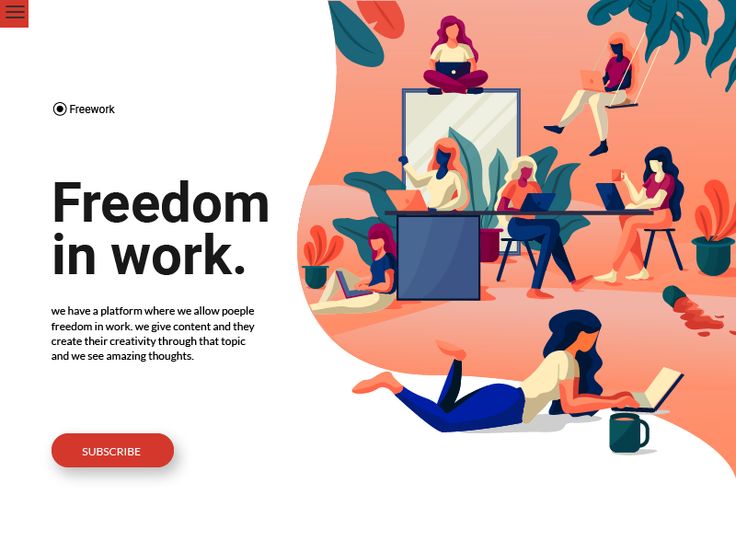 Freework
Freedom
in work.
we have a platform where we allow poeple
freedom in work. we give content and they
create their creativity through that topic
and we see amazing thoughts.
SUBSCRIBE